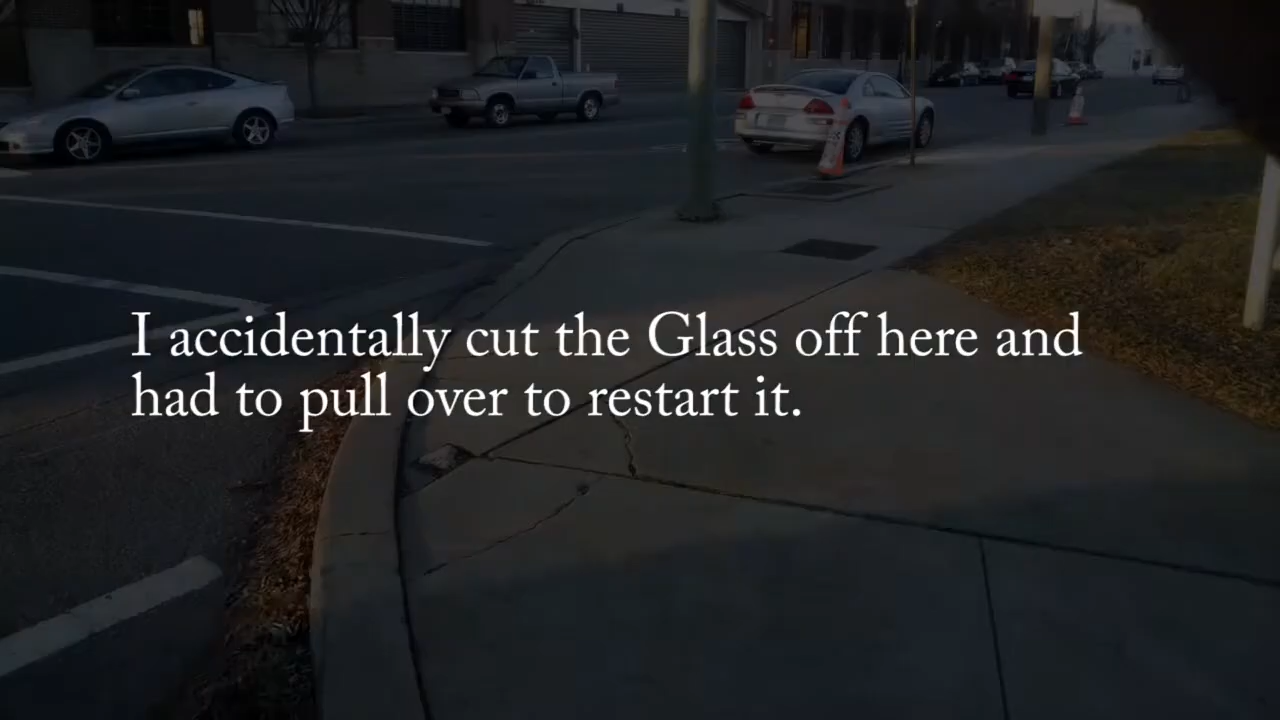 I accidentally cut the Glass off here and
had to pull over to restart it.